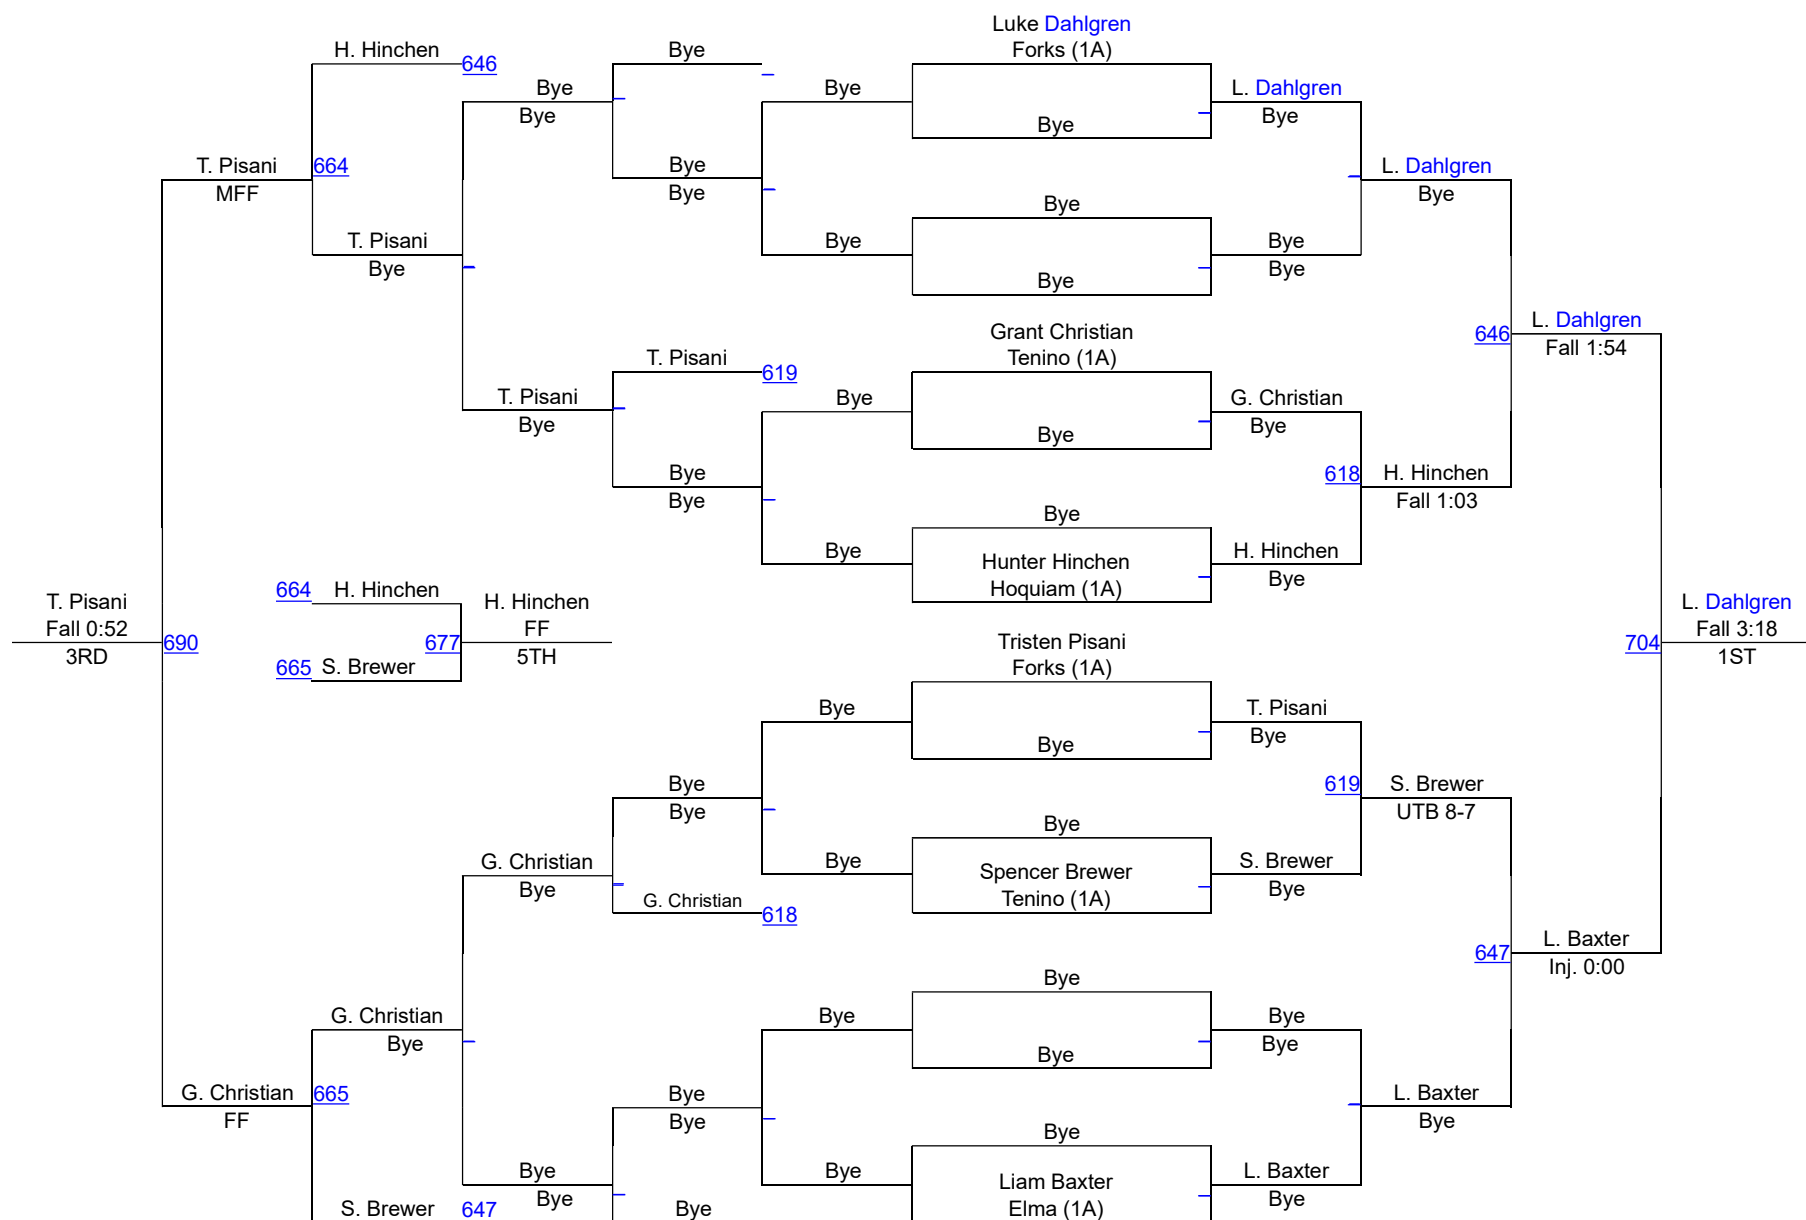 Luke Dahlgren
H. Hinchen
Bye
Forks (1A)
646
Bye
Bye
L. Dahlgren
Bye
Bye
Bye
T. Pisani
664
Bye
L. Dahlgren
MFF
Bye
Bye
Bye
T. Pisani
Bye
Bye
Bye
Bye
Bye
Grant Christian
646
L. Dahlgren
T. Pisani
Tenino (1A)
Fall 1:54
619
T. Pisani
Bye
G. Christian
Bye
Bye
Bye
Bye
618
H. Hinchen
Bye
Fall 1:03
Bye
Bye
Hunter Hinchen
H. Hinchen
664
H. Hinchen
Hoquiam (1A)
Bye
T. Pisani
H. Hinchen
L. Dahlgren
Fall 0:52
FF
Fall 3:18
690
677
Tristen Pisani
704
3RD
665
S. Brewer
5TH
Forks (1A)
1ST
Bye
T. Pisani
Bye
Bye
Bye
619
S. Brewer
Bye
UTB 8-7
Bye
G. Christian
Bye
Spencer Brewer
S. Brewer
Bye
G. Christian
Tenino (1A)
Bye
618
647
L. Baxter
Bye
Inj. 0:00
G. Christian
Bye
Bye
Bye
Bye
Bye
G. Christian
665
Bye
L. Baxter
FF
Bye
Bye
Bye
Bye
Bye
Liam Baxter
L. Baxter
S. Brewer
647
Bye
Bye
Elma (1A)
Bye